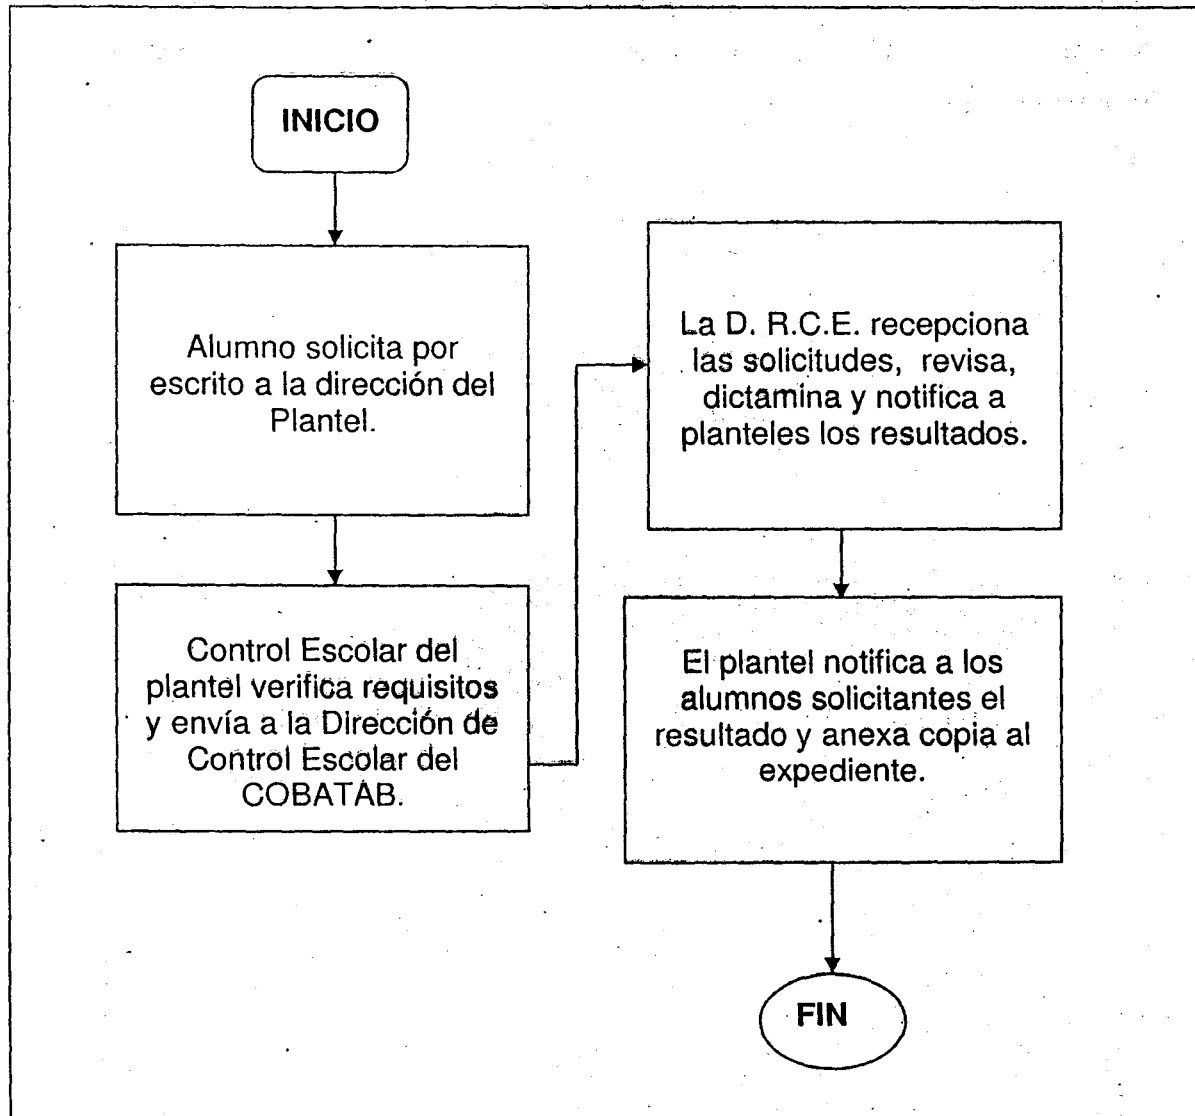 INICIO
Alumno solicita por
escrito a la dirección del
Plantel.
Control Escolar del
plantel verifica requisitos
y envía a la Dirección de
Control Escolar del
COBATAB.
La D. R.C.E. recepciona
las solicitudes, revisa,
dictamina y notifica a
planteles los resultados.
El plantel notifica a los
alumnos solicitantes el
resultado y anexa copia al
expediente.
FIN